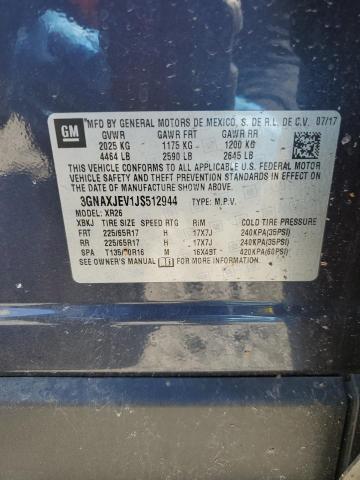 GM
MFD BY GENERAL MOTORS DE MEXICO, S. DE R.L. DE C.V. 07/17
GVWR GAWR FRT GAWR RR
2025 KG 1175 KG 1200 KG
4464 LB 2590 LB 2645 LB
THIS VEHICLE CONFORMS TO ALL APPLICABLE U.S. FEDERAL MOTOR
VEHICLE SAFETY AND THEFT PREVENTION STANDARDS IN EFFECT
ON THE DATE OF MANUFACTURE SHOWN ABOVE.
3GNAXJEV1JS512944 TYPE: M.P.V.
MODEL: XR26
XBKJ TIRE SIZE SPEED RTG RIM COLD TIRE PRESSURE
FRT 225/65R17 H 17X7J 240KPA(35PSI)
RR 225/65R17 H 17X7J 240KPA(35PSI)
SPA T135/70R16 M 16X4BT 420KPA(60PSI)
SEE OWNER'S MANUAL FOR MORE INFORMATION.